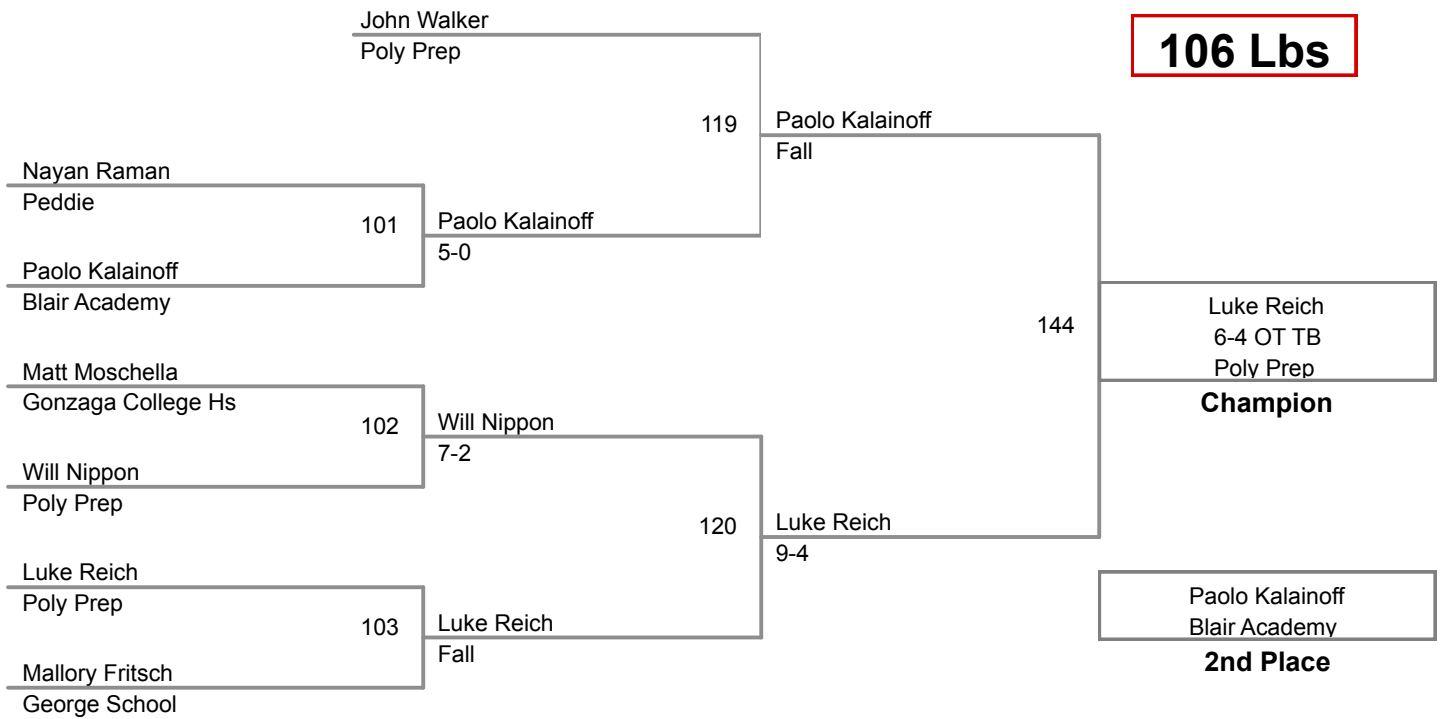 John Walker
Poly Prep
106 Lbs
119
Paolo Kalainoff
Fall
Nayan Raman
Peddie
101
Paolo Kalainoff
5-0
Paolo Kalainoff
Blair Academy
144
Luke Reich
6-4 OT TB
Poly Prep
Champion
Matt Moschella
Gonzaga College Hs
102
Will Nippon
7-2
Will Nippon
Poly Prep
120
Luke Reich
9-4
Luke Reich
Poly Prep
103
Luke Reich
Fall
Mallory Fritsch
George School
Paolo Kalainoff
Blair Academy
2nd Place